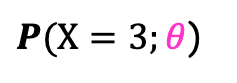 P(X = 3; θ)